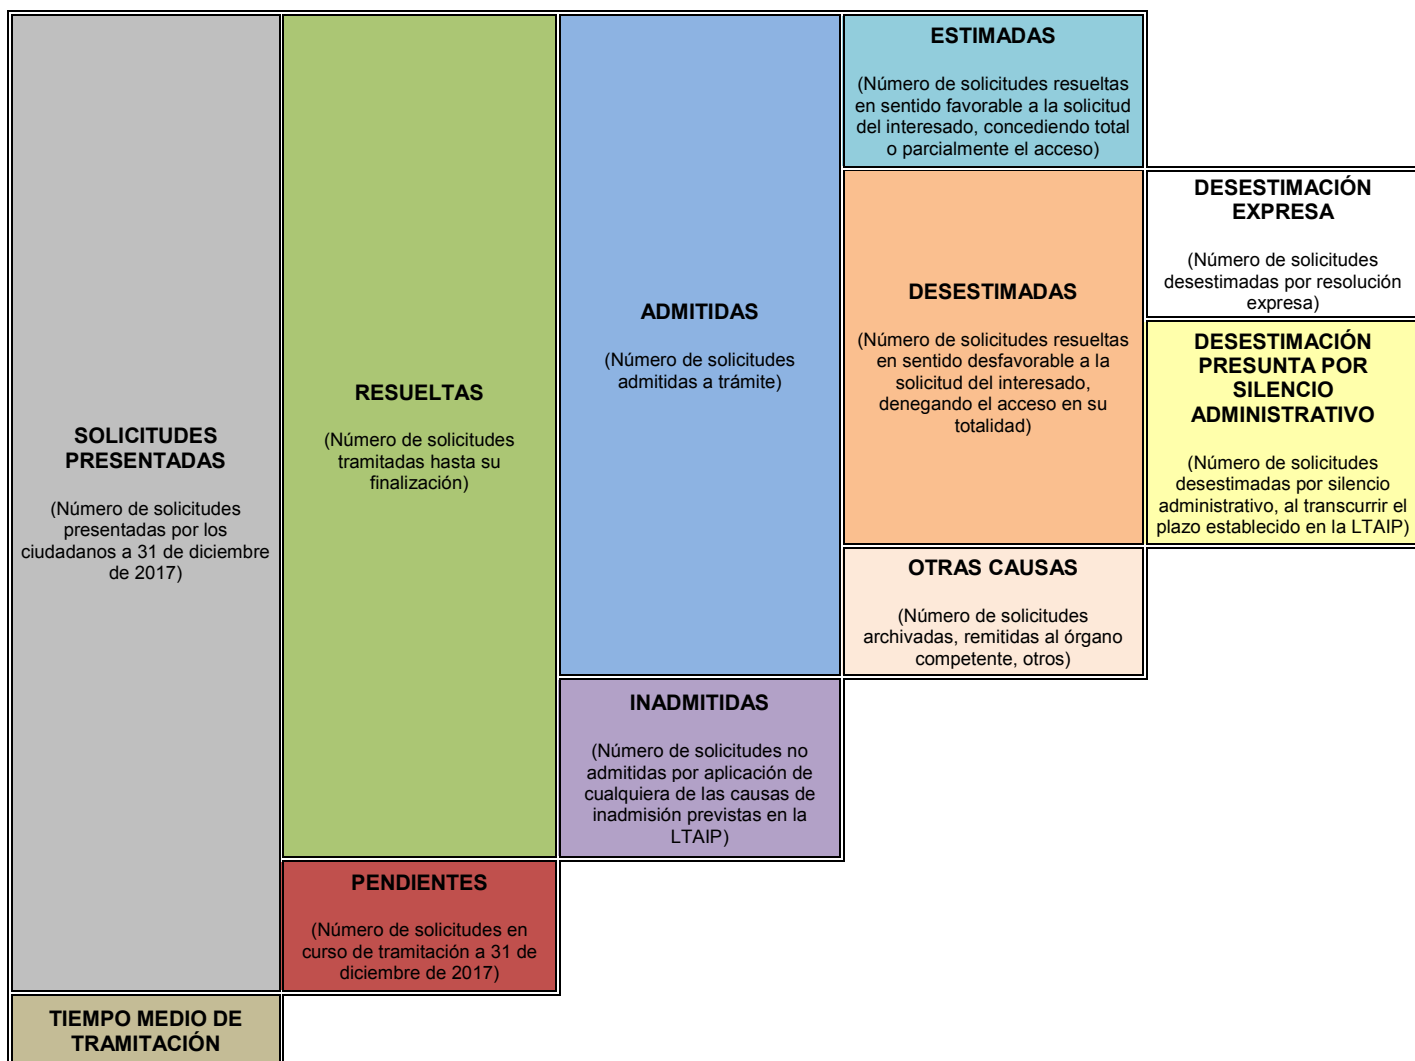 SOLICITUDES
PRESENTADAS
(Número de solicitudes
presentadas por los
ciudadanos a 31 de diciembre
de 2017)
RESUELTAS
(Número de solicitudes
tramitadas hasta su
finalización)
ADMITIDAS
(Número de solicitudes
admitidas a trámite)
ESTIMADAS
(Número de solicitudes resueltas
en sentido favorable a la solicitud
del interesado, concediendo total
o parcialmente el acceso)
DESESTIMADAS
(Número de solicitudes resueltas
en sentido desfavorable a la
solicitud del interesado,
denegando el acceso en su
totalidad)
DESESTIMACIÓN
EXPRESA
(Número de solicitudes
desestimadas por resolución
expresa)
DESESTIMACIÓN
PRESUNTA POR
SILENCIO
ADMINISTRATIVO
(Número de solicitudes
desestimadas por silencio
administrativo, al transcurrir el
plazo establecido en la LTAIP)
OTRAS CAUSAS
(Número de solicitudes
archivadas, remitidas al órgano
competente, otros)
INADMITIDAS
(Número de solicitudes no
admitidas por aplicación de
cualquiera de las causas de
inadmisión previstas en la
LTAIP)
PENDIENTES
(Número de solicitudes en
curso de tramitación a 31 de
diciembre de 2017)
TIEMPO MEDIO DE
TRAMITACIÓN